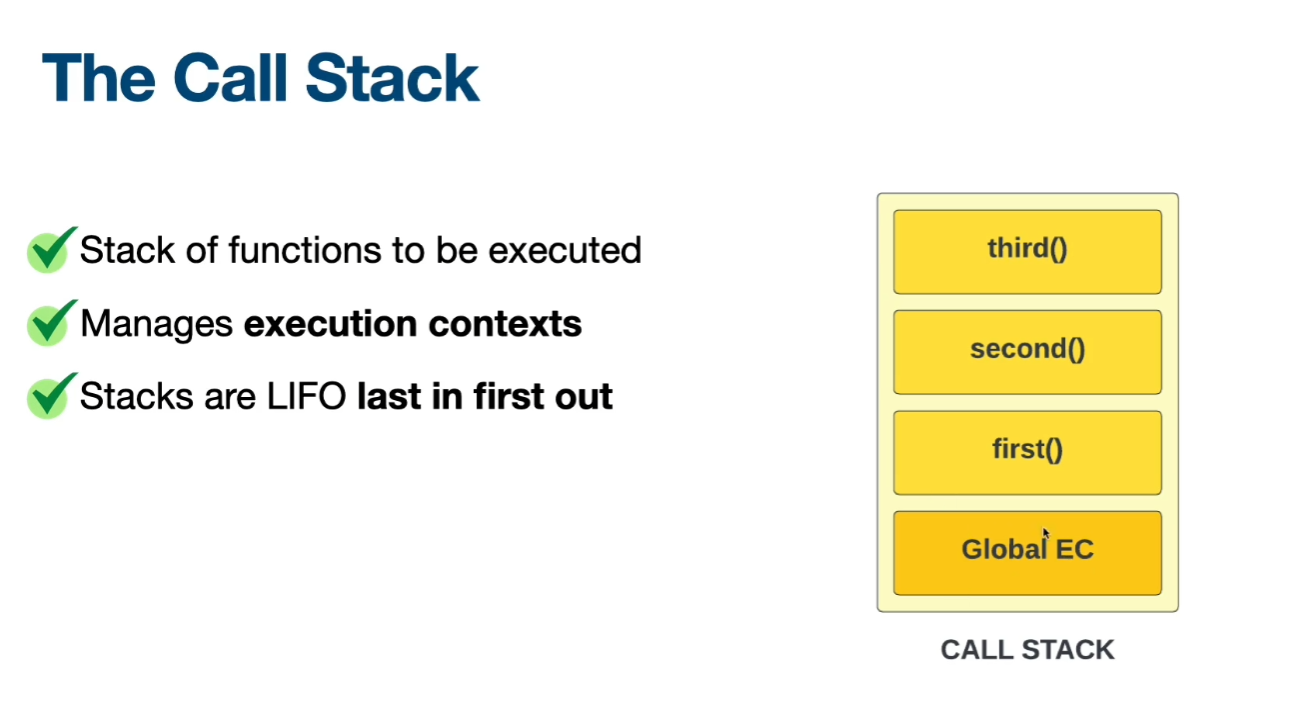 The Call Stack
Stack of functions to be executed
Manages execution contexts
Stacks are LIFO last in first out
third()
second()
first()
Global EC
CALL STACK